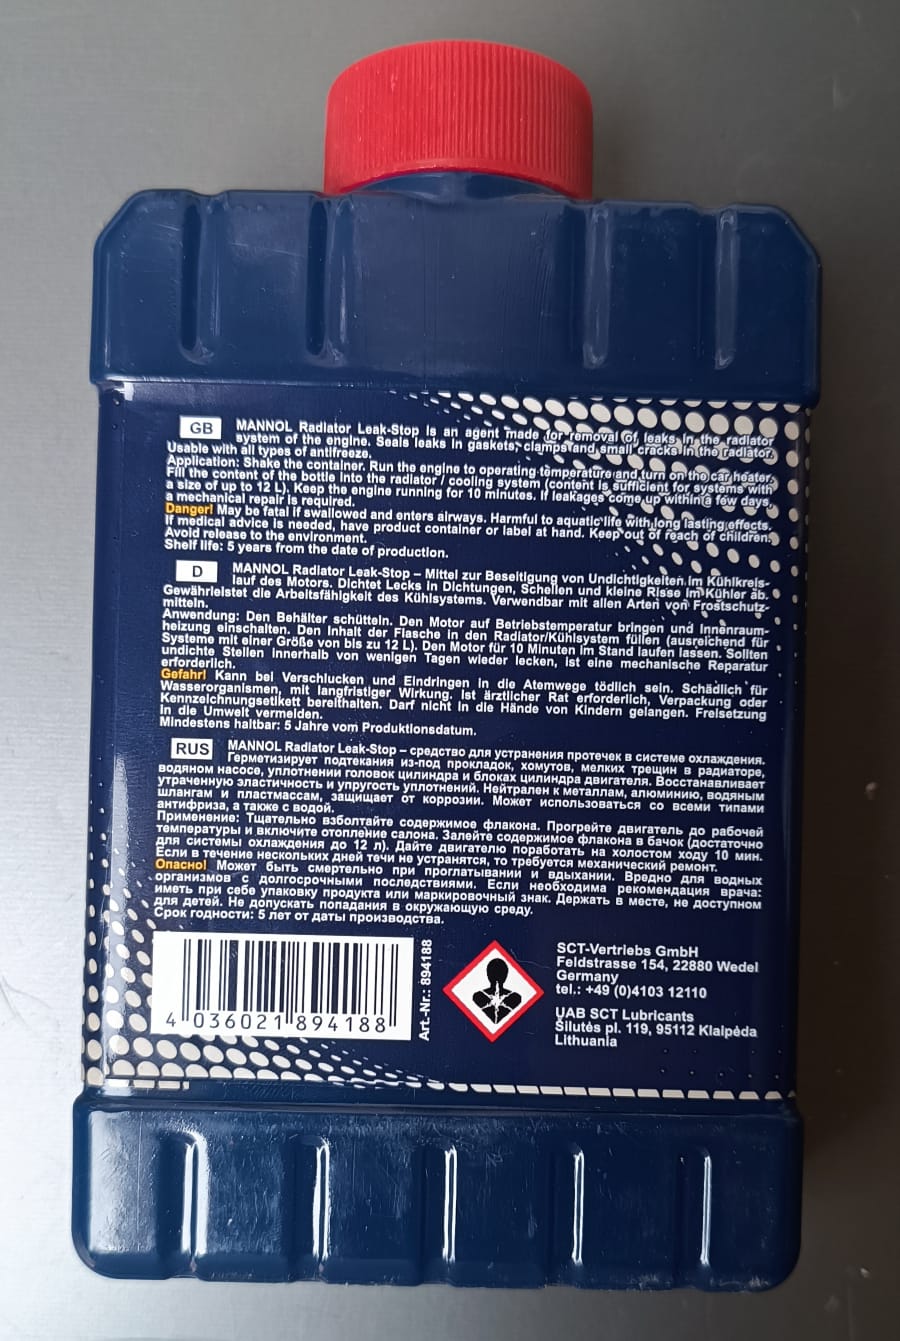 GB
MANNOL Radiator Leak-Stop is an agent made for removal of leaks in the radiator
system of the engine. Seals leaks in gaskets, clamps and small cracks in the radiator.
Usable with all types of antifreeze.
Application: Shake the container. Run the engine to operating temperature and turn on the car heater.
Fill the content of the bottle into the radiator / cooling system (content is sufficient for systems with
a size of up to 12 L). Keep the engine running for 10 minutes. If leakages come up within a few days,
a mechanical repair is required.
Danger! May be fatal if swallowed and enters airways. Harmful to aquatic life with long lasting effects.
If medical advice is needed, have product container or label at hand. Keep out of reach of children.
Avoid release to the environment.
Shelf life: 5 years from the date of production.
D
MANNOL Radiator Leak-Stop – Mittel zur Beseitigung von Undichtigkeiten im Kühlkreis-
lauf des Motors. Dichtet Lecks in Dichtungen, Schellen und kleine Risse im Kühler ab.
Gewährleistet die Arbeitsfähigkeit des Kühlsystems. Verwendbar mit allen Arten von Frostschutz-
mitteln.
Anwendung: Den Behälter schütteln. Den Motor auf Betriebstemperatur bringen und Innenraum-
heizung einschalten. Den Inhalt der Flasche in den Radiator/Kühlsystem füllen (ausreichend für
Systeme mit einer Größe von bis zu 12 L). Den Motor für 10 Minuten im Stand laufen lassen. Sollten
undichte Stellen innerhalb von wenigen Tagen wieder lecken, ist eine mechanische Reparatur
erforderlich.
Gefahr! Kann bei Verschlucken und Eindringen in die Atemwege tödlich sein. Schädlich für
Wasserorganismen, mit langfristiger Wirkung. Ist ärztlicher Rat erforderlich, Verpackung oder
Kennzeichnungsetikett bereithalten. Darf nicht in die Hände von Kindern gelangen. Freisetzung
in die Umwelt vermeiden.
Mindestens haltbar: 5 Jahre vom Produktionsdatum.
RUS
MANNOL Radiator Leak-Stop – средство для устранения протечек в системе охлаждения.
Герметизирует подтекания из-под прокладок, хомутов, мелких трещин в радиаторе,
водяном насосе, уплотнении головок цилиндра и блоках цилиндра двигателя. Восстанавливает
утраченную эластичность и упругость уплотнений. Нейтрален к металлам, алюминию, водяным
шлангам и пластмассам, защищает от коррозии. Может использоваться со всеми типами
антифриза, а также с водой.
Применение: Тщательно взболтайте содержимое флакона. Прогрейте двигатель до рабочей
температуры и включите отопление салона. Залейте содержимое флакона в бачок (достаточно
для системы охлаждения до 12 л). Дайте двигателю поработать на холостом ходу 10 мин.
Если в течение нескольких дней течи не устранятся, то требуется механический ремонт.
Опасно! Может быть смертельно при проглатывании и вдыхании. Вредно для водных
организмов с долгосрочными последствиями. Если необходима рекомендация врача:
иметь при себе упаковку продукта или маркировочный знак. Держать в месте, не доступном
для детей. Не допускать попадания в окружающую среду.
Срок годности: 5 лет от даты производства.
4 036021 894188
Art.-Nr.: 894188
SCT-Vertriebs GmbH
Feldstrasse 154, 22880 Wedel
Germany
tel.: +49 (0)4103 12110
UAB SCT Lubricants
Šilutės pl. 119, 95112 Klaipėda
Lithuania